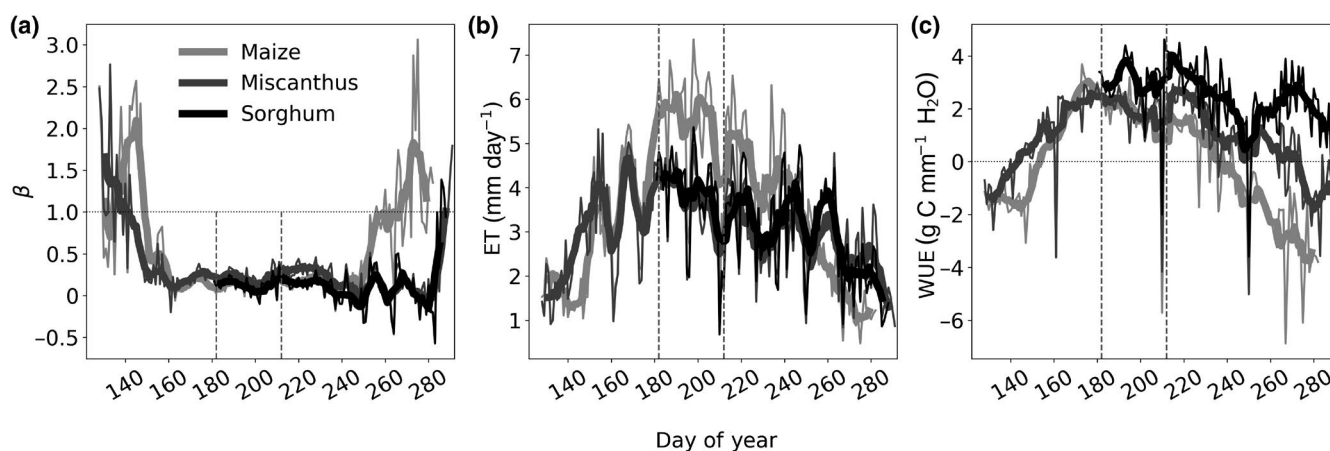 (a)
3.0
2.5
2.0
1.5
1.0
0.5
0
–0.5
β
Maize
Miscanthus
Sorghum
140 160 180 200 220 240 260 280
(b)
7
6
5
4
3
2
1
ET (mm day⁻¹)
140 160 180 200 220 240 260 280
(c)
4
2
0
–2
–4
–6
WUE (g C mm⁻¹ H₂O)
140 160 180 200 220 240 260 280
Day of year